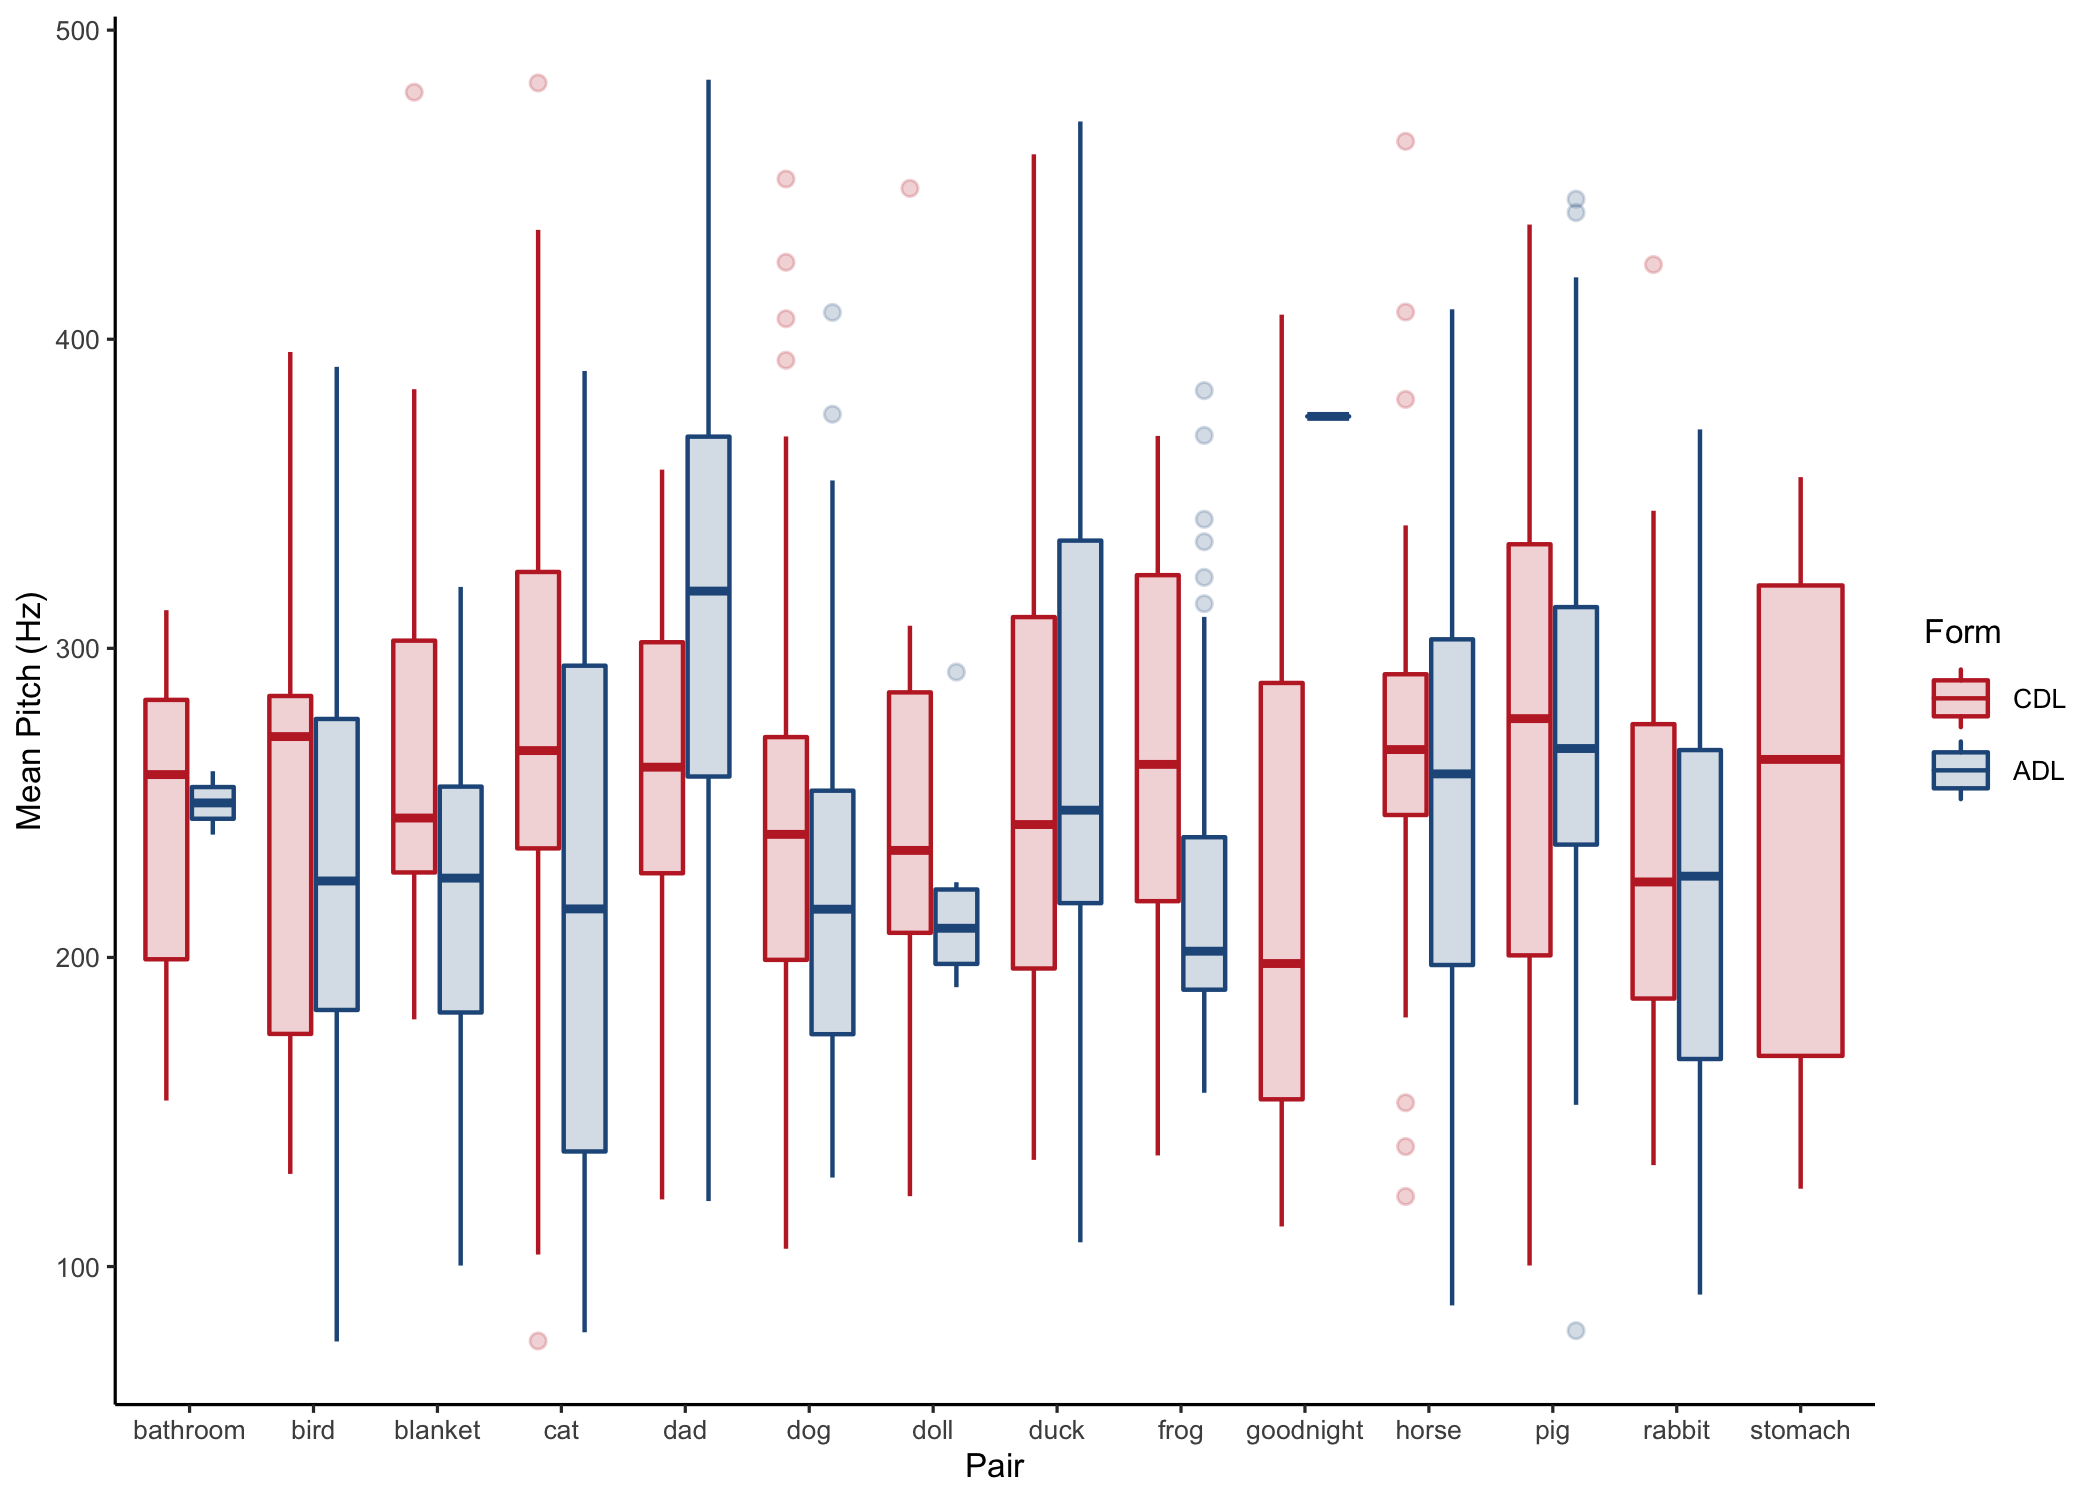 500
400
300
200
100
Mean Pitch (Hz)
bathroom bird blanket cat dad dog doll duck frog goodnight horse pig rabbit stomach
Pair
Form
CDL
ADL